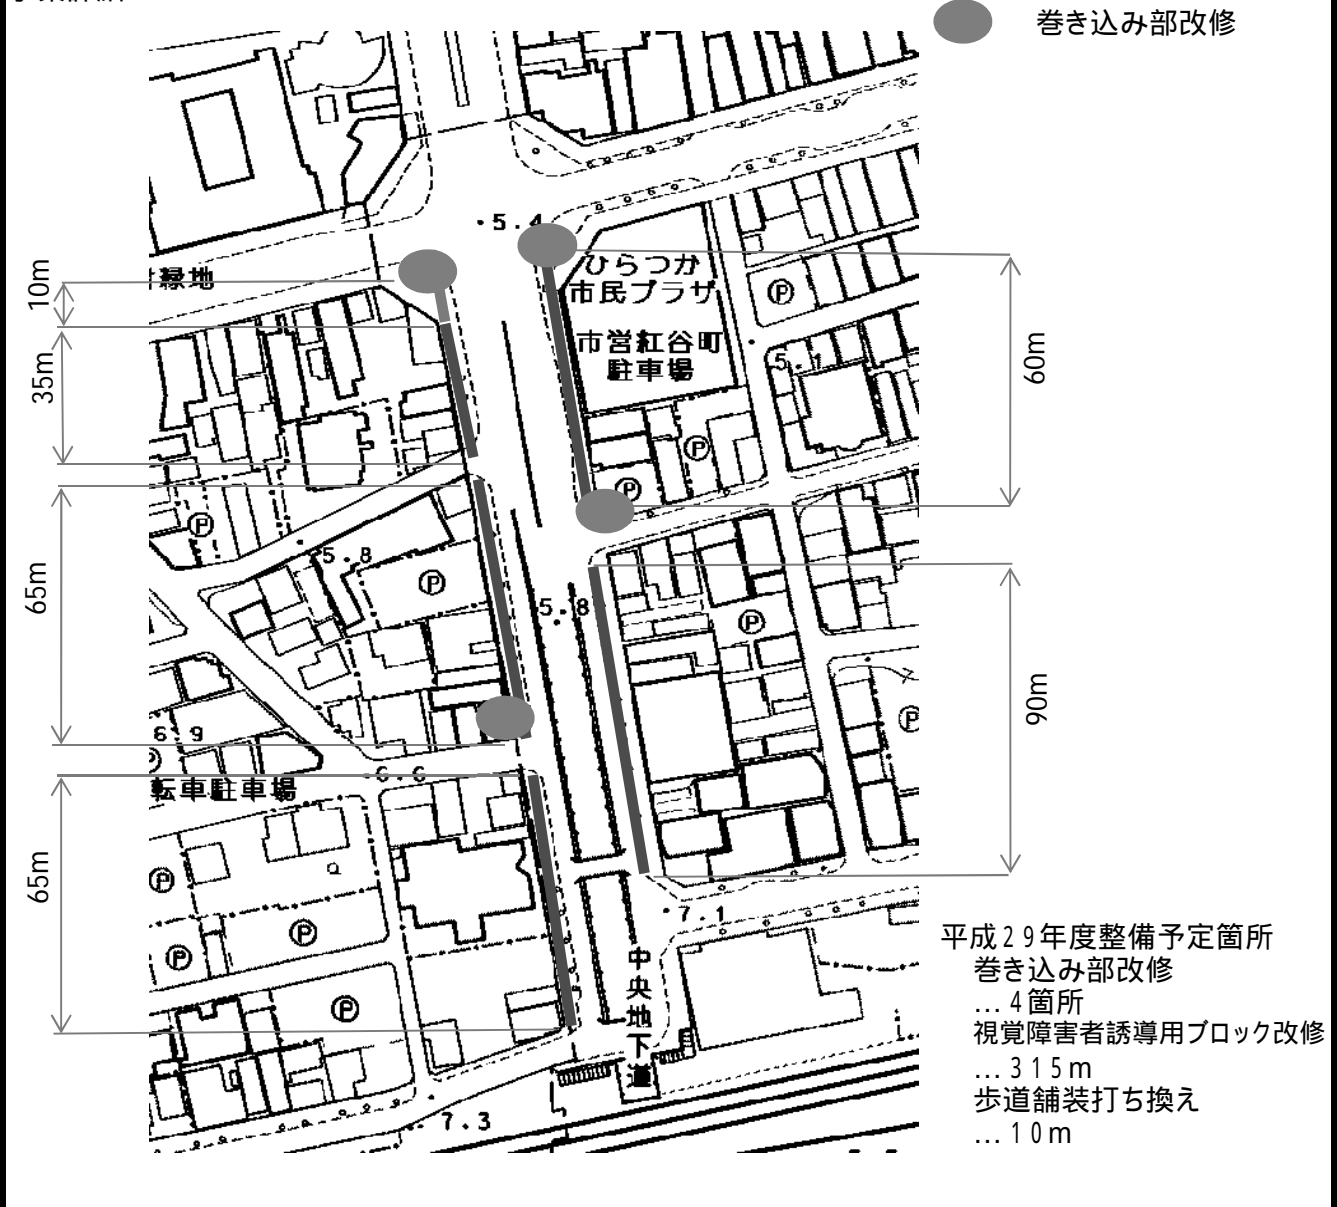 巻き込み部改修
・5.4
緑地
ひらつか
市民プラザ
市営紅谷町
駐車場
Ⓟ
5.1
10m
35m
60m
Ⓟ
Ⓟ
Ⓟ
5.8
Ⓟ
65m
5.8
Ⓟ
90m
6.9
Ⓟ
転車駐車場
6.6
65m
Ⓟ
Ⓟ
Ⓟ
Ⓟ
・7.1
中央地下道
・7.3
平成29年度整備予定箇所
巻き込み部改修
…4箇所
視覚障害者誘導用ブロック改修
…315m
歩道舗装打ち換え
…10m